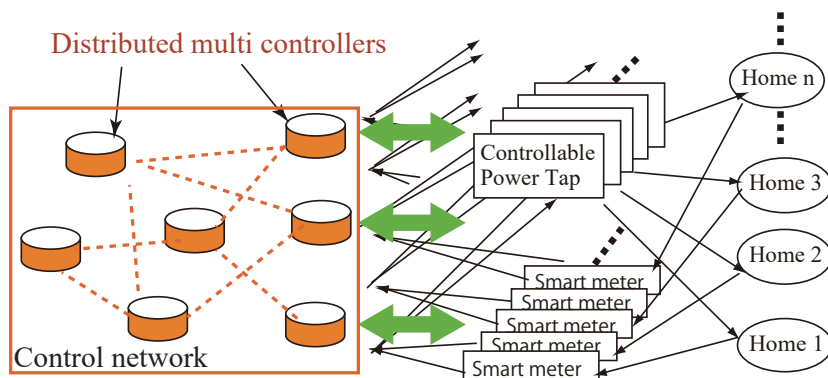 Distributed multi controllers
Home n
Controllable
Power Tap
Home 3
Home 2
Smart meter
Smart meter
Smart meter
Smart meter
Smart meter
Home 1
Control network